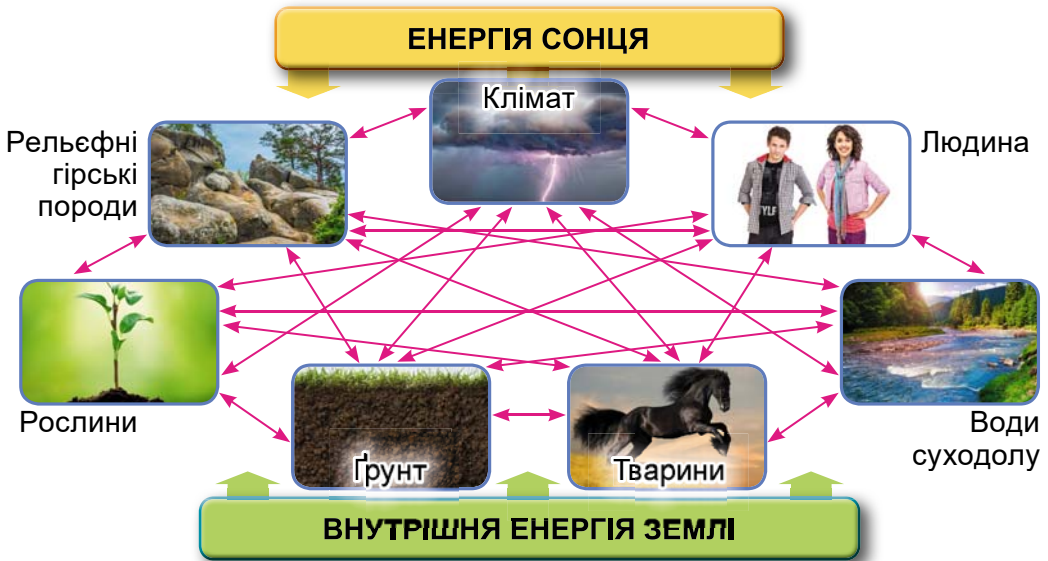 ЕНЕРГІЯ СОНЦЯ
Клімат
Рельєфні
гірські
породи
Людина
Рослини
Ґрунт
Тварини
Води
суходолу
ВНУТРІШНЯ ЕНЕРГІЯ ЗЕМЛІ